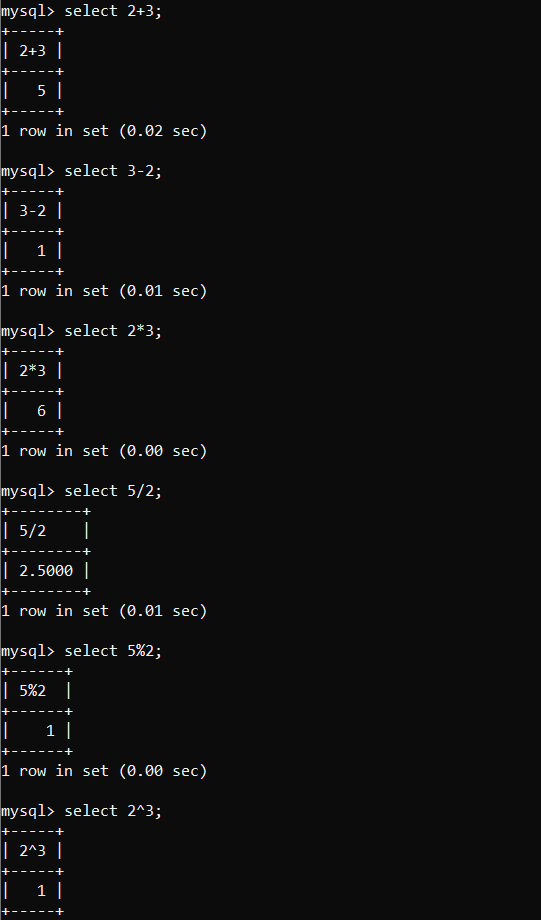 mysql> select 2+3;
+-----+
| 2+3 |
+-----+
|   5 |
+-----+
1 row in set (0.02 sec)

mysql> select 3-2;
+-----+
| 3-2 |
+-----+
|   1 |
+-----+
1 row in set (0.01 sec)

mysql> select 2*3;
+-----+
| 2*3 |
+-----+
|   6 |
+-----+
1 row in set (0.00 sec)

mysql> select 5/2;
+--------+
| 5/2    |
+--------+
| 2.5000 |
+--------+
1 row in set (0.01 sec)

mysql> select 5%2;
+------+
| 5%2  |
+------+
|    1 |
+------+
1 row in set (0.00 sec)

mysql> select 2^3;
+-----+
| 2^3 |
+-----+
|   1 |
+-----+